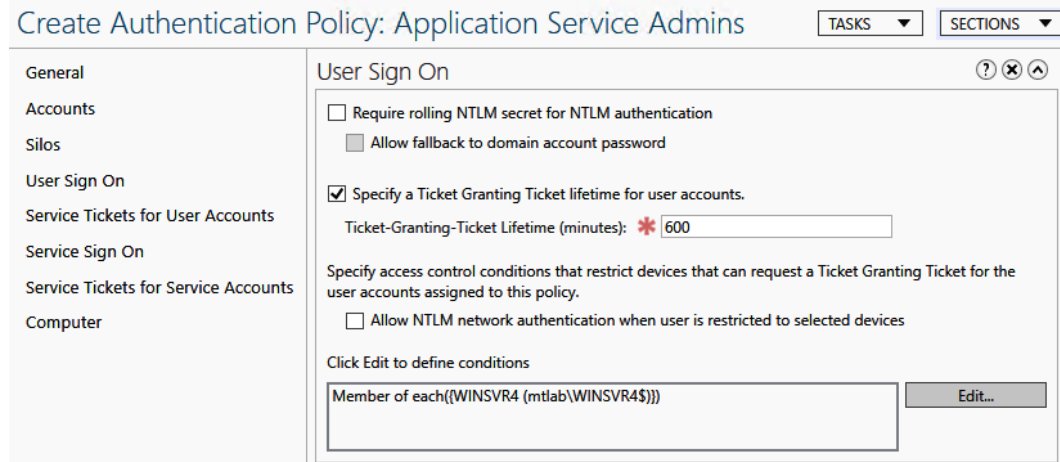 Create Authentication Policy: Application Service Admins
TASKS
SECTIONS
General
Accounts
Silos
User Sign On
Service Tickets for User Accounts
Service Sign On
Service Tickets for Service Accounts
Computer
User Sign On
Require rolling NTLM secret for NTLM authentication
Allow fallback to domain account password
Specify a Ticket Granting Ticket lifetime for user accounts.
Ticket-Granting-Ticket Lifetime (minutes): * 600
Specify access control conditions that restrict devices that can request a Ticket Granting Ticket for the
user accounts assigned to this policy.
Allow NTLM network authentication when user is restricted to selected devices
Click Edit to define conditions
Member of each({WINSVR4 (mtlab\WINSVR4$)})
Edit...